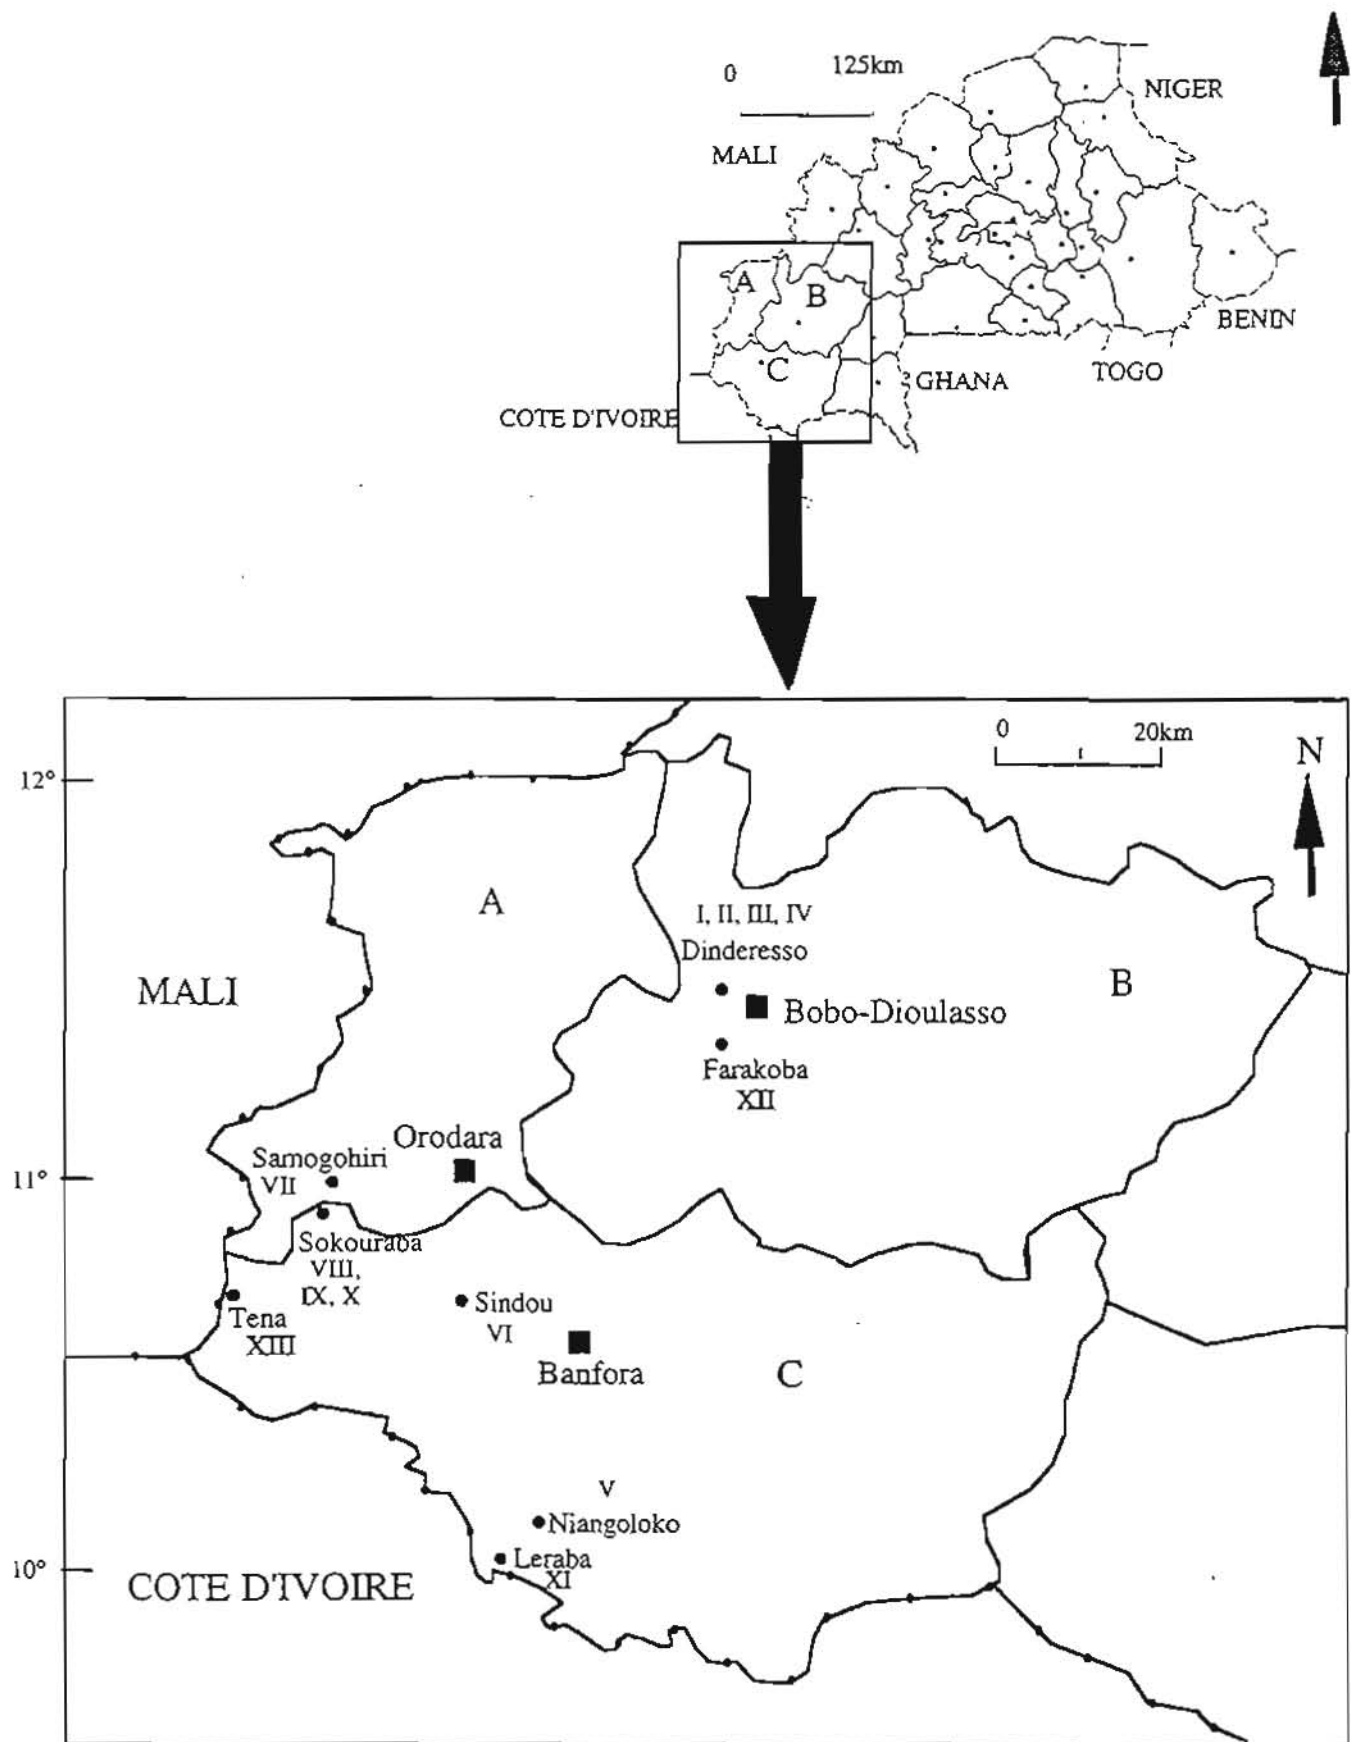 0 125km
NIGER
MALI
A
B
BENIN
C
TOGO
GHANA
COTE D'IVOIRE
0 20km
N
12°
A
I, II, III, IV
Dinderesso
B
MALI
Bobo-Dioulasso
Farakoba
XII
Orodara
Samogohiri
VII
11°
Sokouraba
VIII,
IX, X
Sindou
VI
Tena
XIII
Banfora
C
V
Niangoloko
Leraba
XI
10°
COTE D'IVOIRE